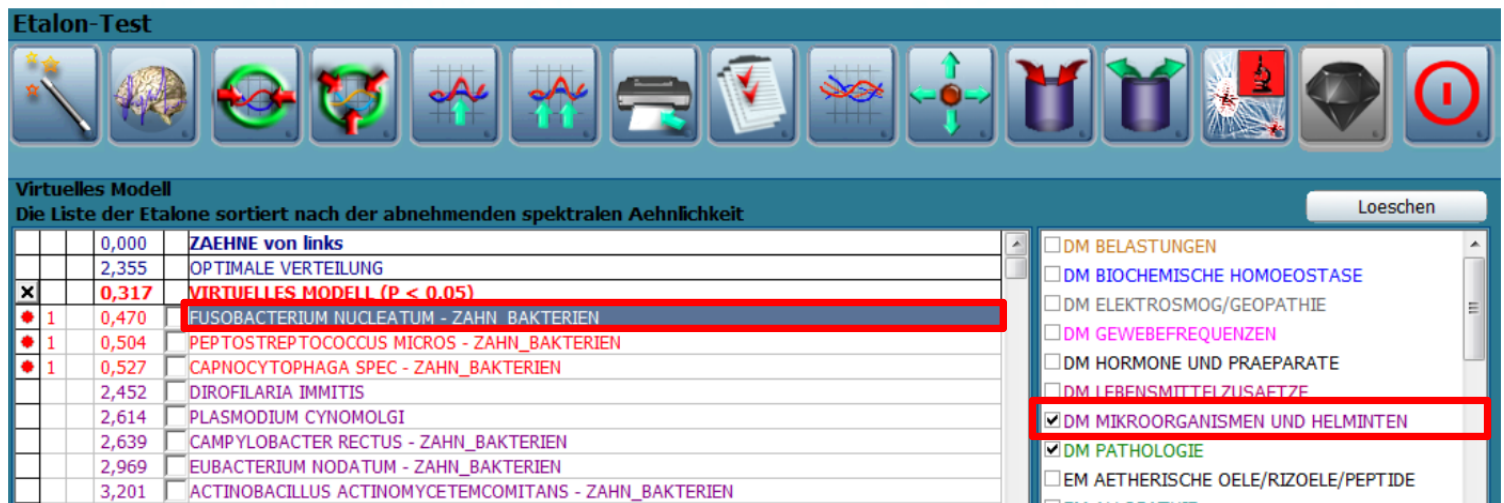 Etalon-Test
Virtuelles Modell
Die Liste der Etalone sortiert nach der abnehmenden spektralen Aehnlichkeit
Loeschen
0,000 ZAEHNE von links
2,355 OPTIMALE VERTEILUNG
0,317 VIRTUELLES MODELL (P < 0.05)
1 0,470 FUSOBACTERIUM NUCLEATUM - ZAHN_BAKTERIEN
1 0,504 PEPTOSTREPTOCOCCUS MICROS - ZAHN_BAKTERIEN
1 0,527 CAPNOCYTOPHAGA SPEC - ZAHN_BAKTERIEN
2,452 DIROFILARIA IMMITIS
2,614 PLASMODIUM CYNOMOLGI
2,639 CAMPYLOBACTER RECTUS - ZAHN_BAKTERIEN
2,969 EUBACTERIUM NODATUM - ZAHN_BAKTERIEN
3,201 ACTINOBACILLUS ACTINOMYCETEMCOMITANS - ZAHN_BAKTERIEN
DM BELASTUNGEN
DM BIOCHEMISCHE HOMOEOSTASE
DM ELEKTROSMOG/GEOPATHIE
DM GEWEBEFREQUENZEN
DM HORMONE UND PRAEPARATE
DM LEBENSMITTELZUSAETZE
DM MIKROORGANISMEN UND HELMINTEN
DM PATHOLOGIE
EM AETHERISCHE OELE/RIZOELE/PEPTIDE